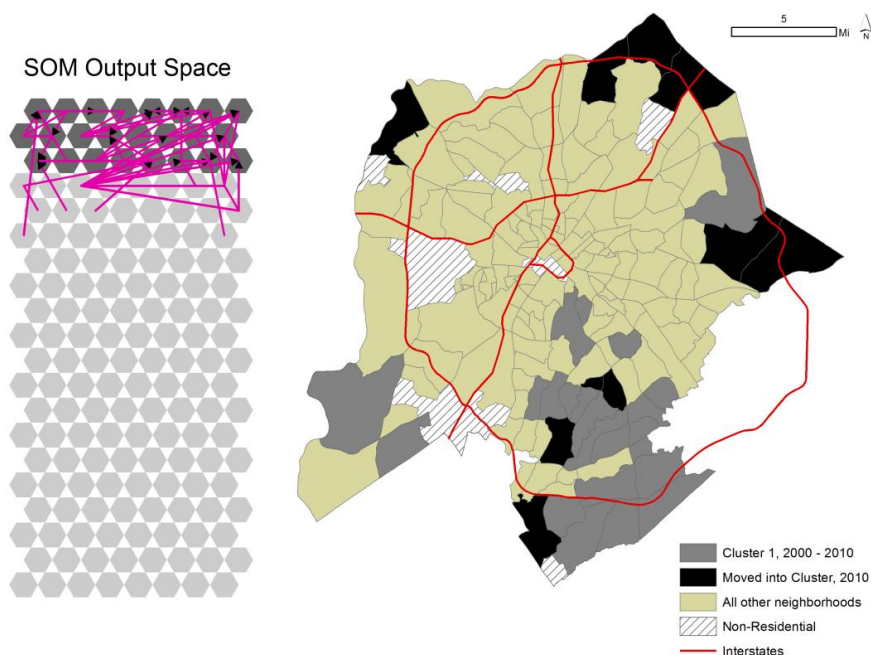 SOM Output Space
5
Mi
N
Cluster 1, 2000 - 2010
Moved into Cluster, 2010
All other neighborhoods
Non-Residential
Interstates